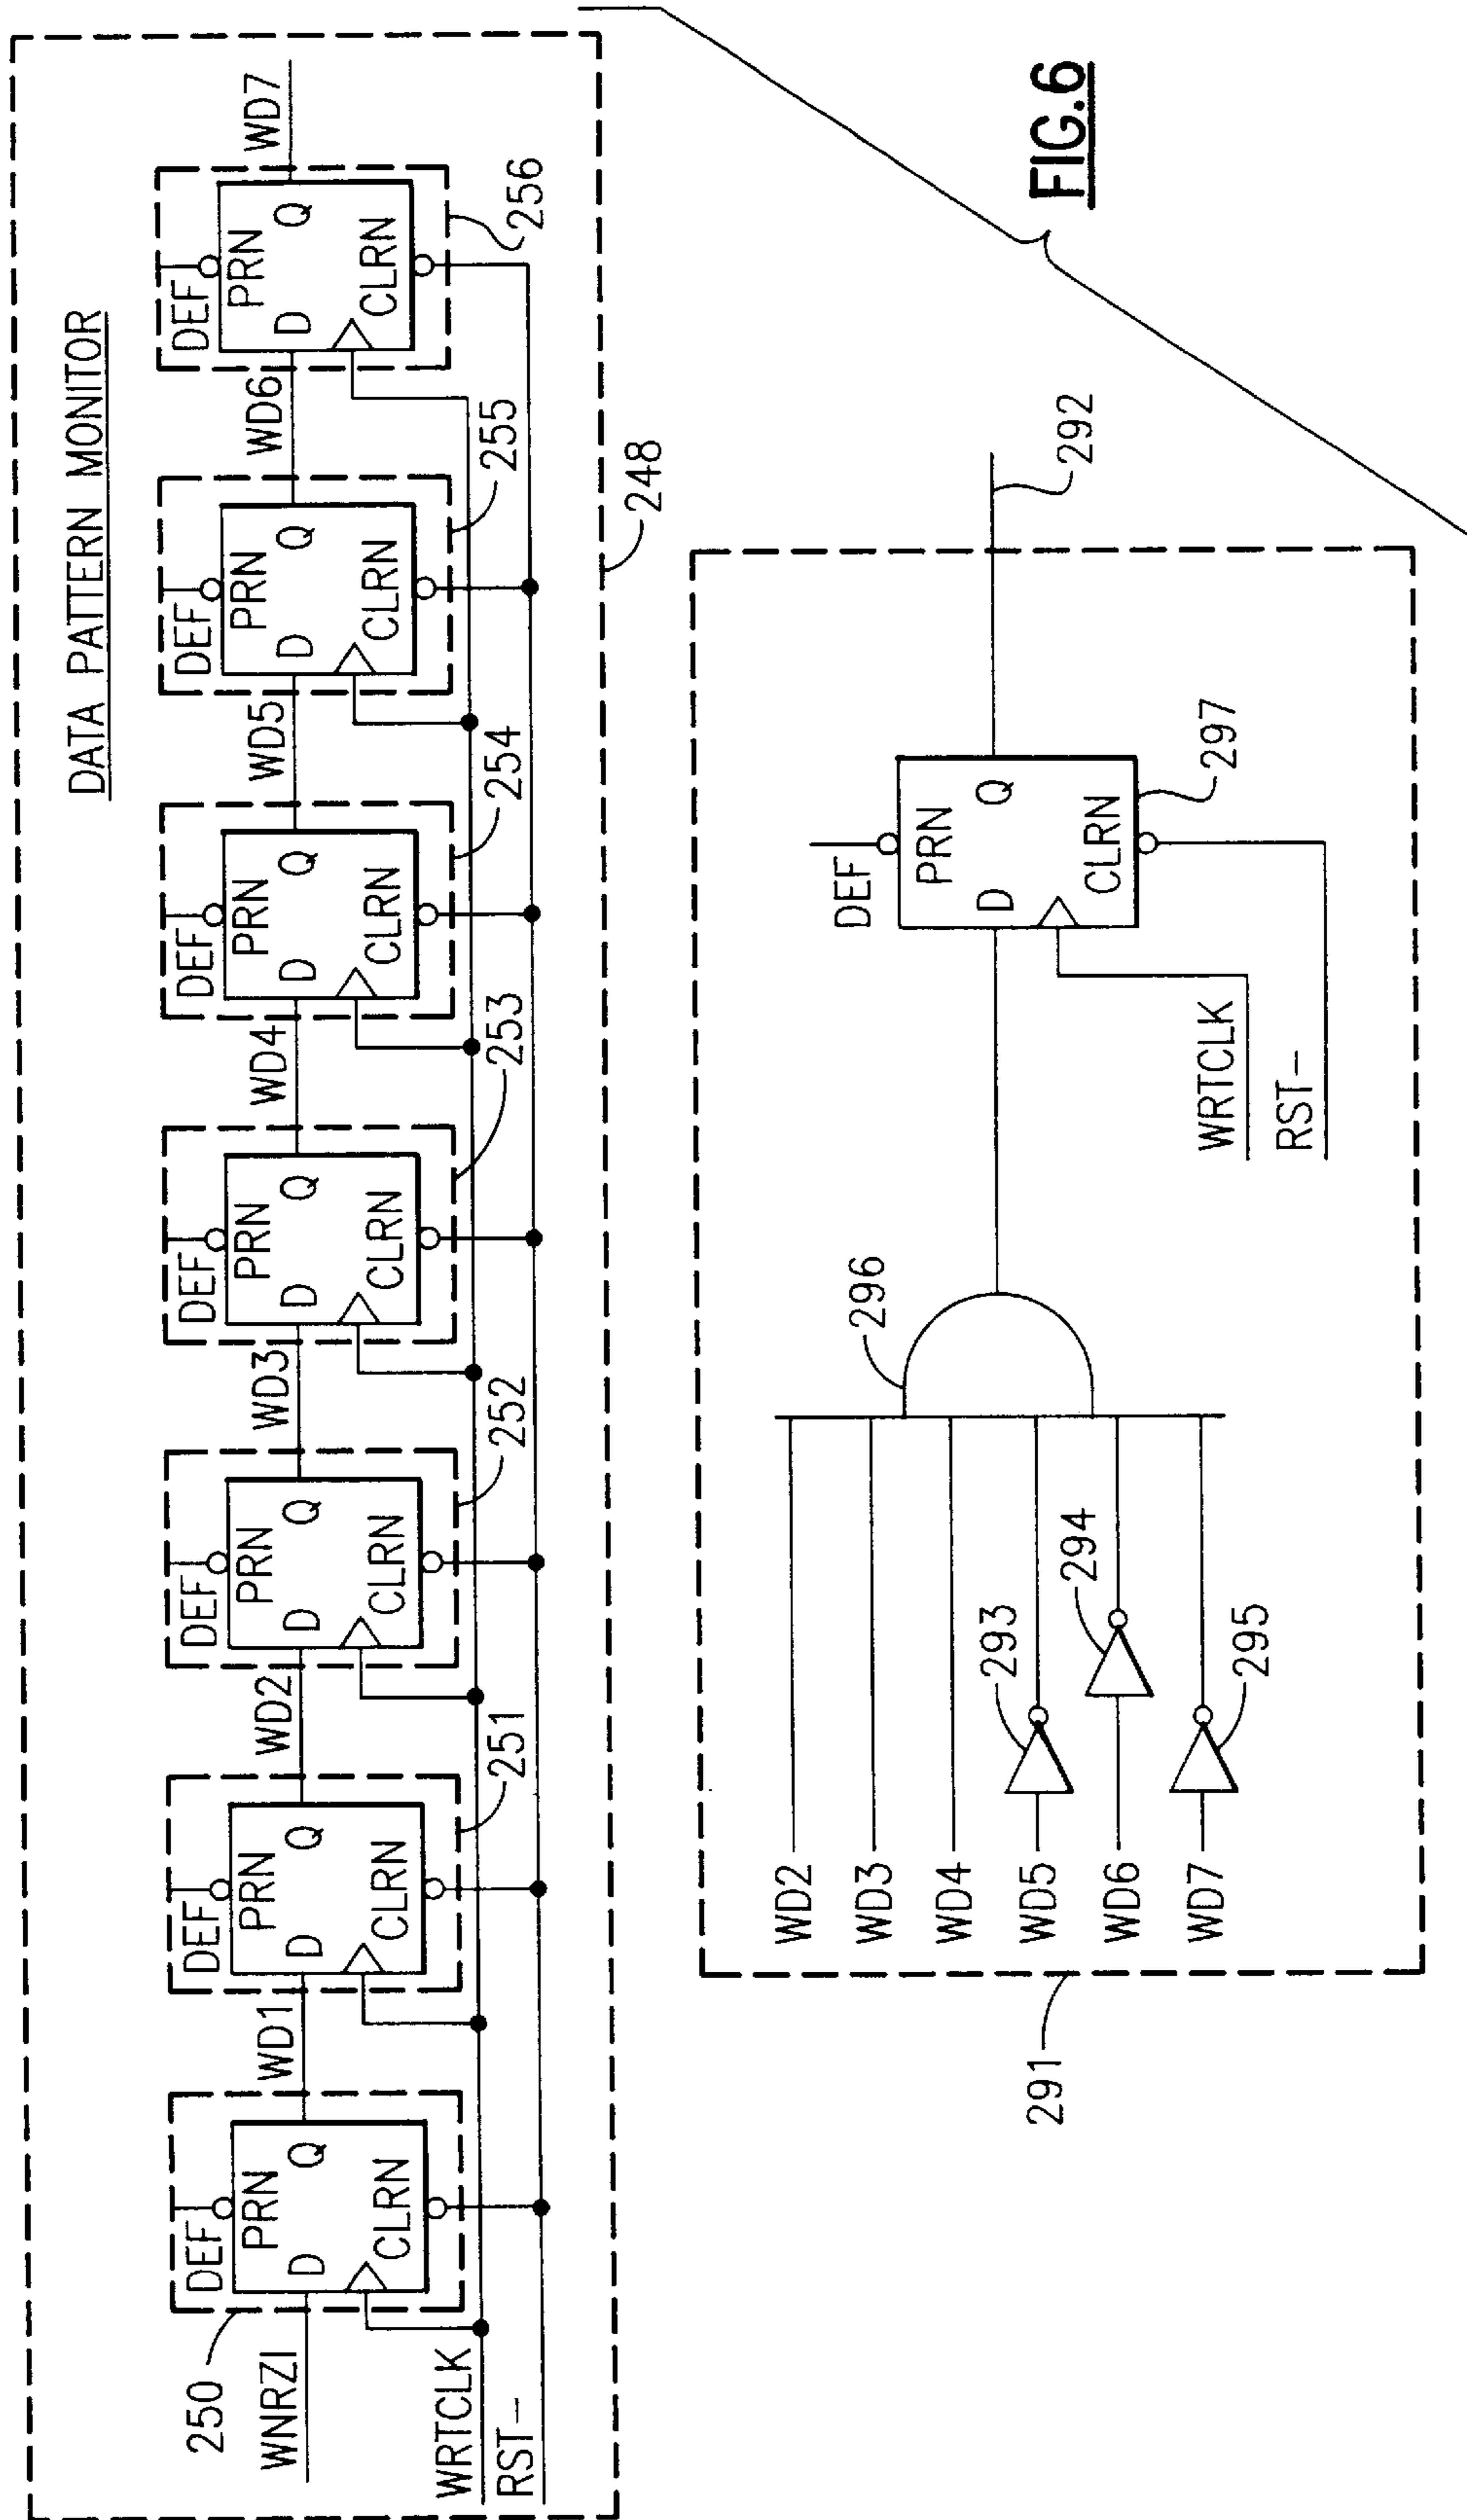 DATA PATTERN MONITOR
250
DEF
PRN
D
Q
CLRN
WNRZI
WD1
DEF
PRN
D
Q
CLRN
251
WD2
DEF
PRN
D
Q
CLRN
252
WD3
DEF
PRN
D
Q
CLRN
253
WD4
DEF
PRN
D
Q
CLRN
254
WD5
DEF
PRN
D
Q
CLRN
255
WD6
DEF
PRN
D
Q
CLRN
256
WD7
WRTCLK
RST-
248
291
WD2
WD3
WD4
WD5
WD6
WD7
293
294
295
296
DEF
PRN
D
Q
CLRN
297
WRTCLK
RST-
292
FIG.6